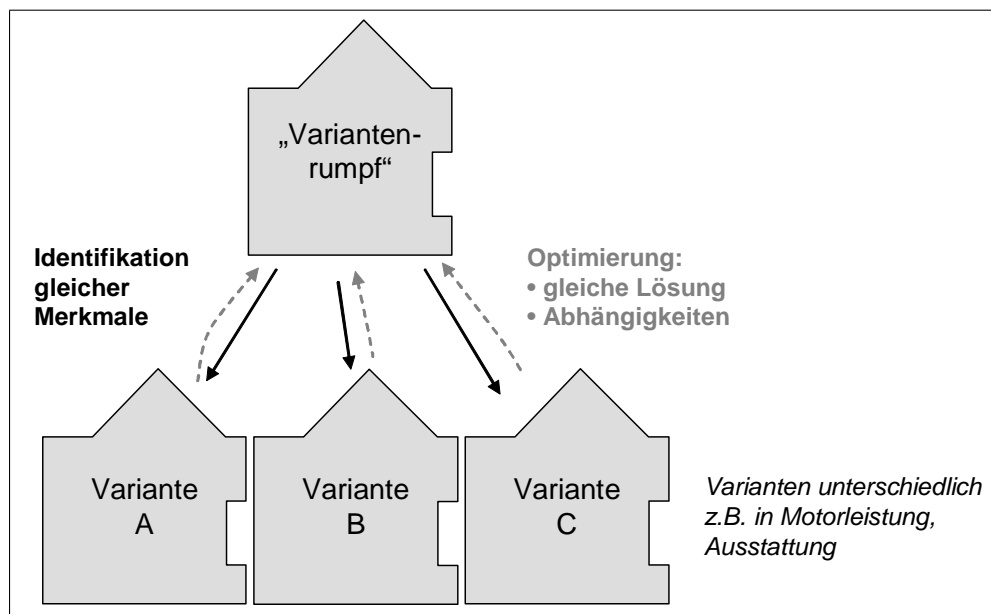 „Varianten-
rumpf“
Identifikation
gleicher
Merkmale
Optimierung:
• gleiche Lösung
• Abhängigkeiten
Variante
A
Variante
B
Variante
C
Varianten unterschiedlich
z.B. in Motorleistung,
Ausstattung